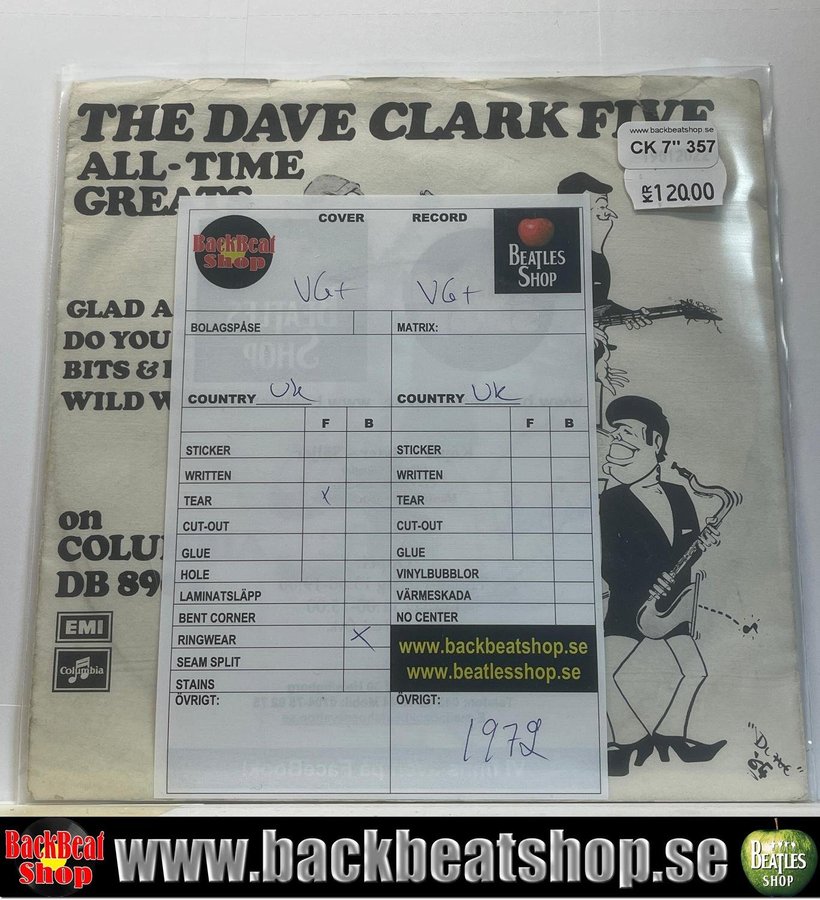 THE DAVE CLARK FIVE
ALL-TIME
GREATS
www.backbeatshop.se
CK 7" 357
KR 120.00
GLAD A
DO YOU
BITS &
WILD W
on
COLU
DB 89
EMI
Columbia
BackBeat
Shop
COVER RECORD
BEATLES
SHOP
VG+ VG+
BOLAGSPÅSE MATRIX:
COUNTRY UK COUNTRY UK
F B F B
STICKER STICKER
WRITTEN WRITTEN
TEAR X TEAR
CUT-OUT CUT-OUT
GLUE GLUE
HOLE VINYLBUBBLOR
LAMINATSLÄPP VÄRMESKADA
BENT CORNER NO CENTER
RINGWEAR X
SEAM SPLIT
STAINS
www.backbeatshop.se
www.beatlesshop.se
ÖVRIGT: ÖVRIGT:
1972
64
BackBeat
Shop
www.backbeatshop.se
BEATLES
SHOP